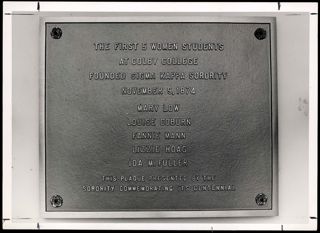 THE FIRST 5 WOMEN STUDENTS
AT COLBY COLLEGE
FOUNDED SIGMA KAPPA SORORITY
NOVEMBER 9, 1874
MARY LOW
LOUISE COBURN
FANNIE MANN
LIZZIE HOAG
IDA M. FULLER
THIS PLAQUE PRESENTED BY THE
SORORITY COMMEMORATING ITS CENTENNIAL